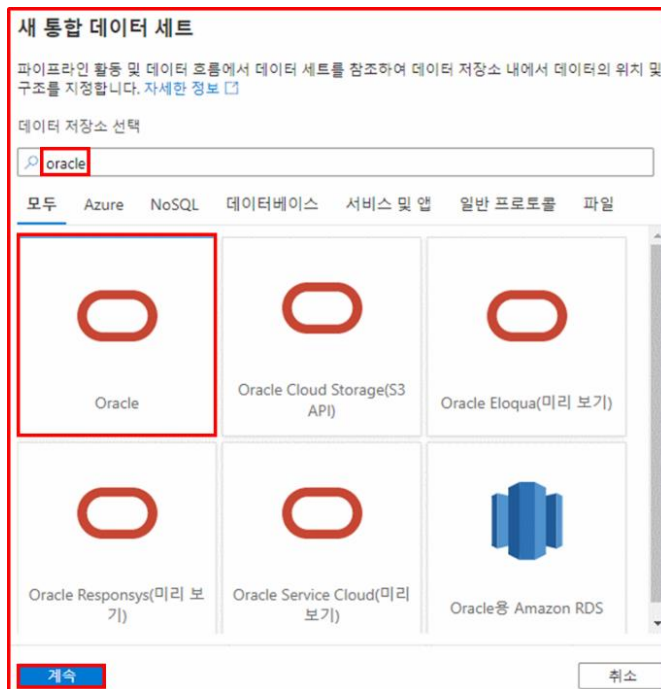 새 통합 데이터 세트
파이프라인 활동 및 데이터 흐름에서 데이터 세트를 참조하여 데이터 저장소 내에서 데이터의 위치 및
구조를 지정합니다. 자세한 정보
데이터 저장소 선택
oracle
모두 Azure NoSQL 데이터베이스 서비스 및 앱 일반 프로토콜 파일
Oracle
Oracle Cloud Storage(S3
API)
Oracle Eloqua(미리 보기)
Oracle Responsys(미리 보
기)
Oracle Service Cloud(미리
보기)
Oracle용 Amazon RDS
계속
취소